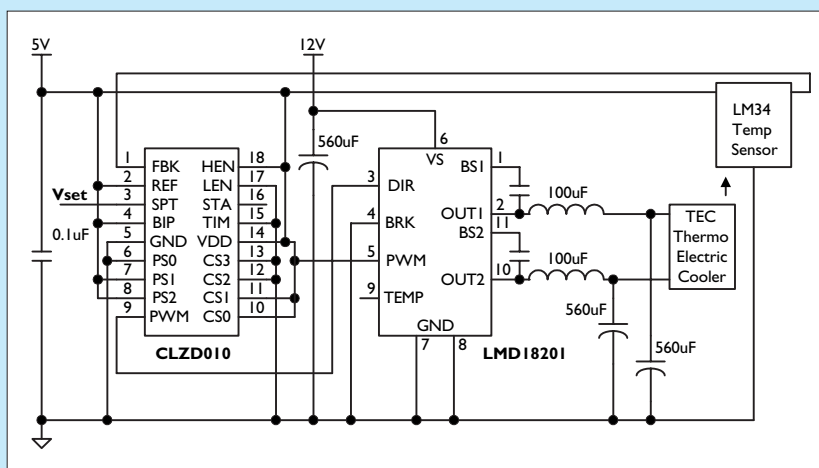 5V
12V
LM34
Temp
Sensor
560uF
6
VS
1
BS1
1
FBK
HEN
18
2
REF
LEN
17
Vset
3
SPT
STA
16
4
BIP
TIM
15
5
GND
VDD
14
6
PS0
CS3
13
7
PS1
CS2
12
8
PS2
CS1
11
9
PWM
CS0
10
CLZD010
0.1uF
3
DIR
4
BRK
5
PWM
9
TEMP
OUT1
2
BS2
11
OUT2
10
GND
7
8
LMD18201
100uF
100uF
TEC
Thermo
Electric
Cooler
560uF
560uF